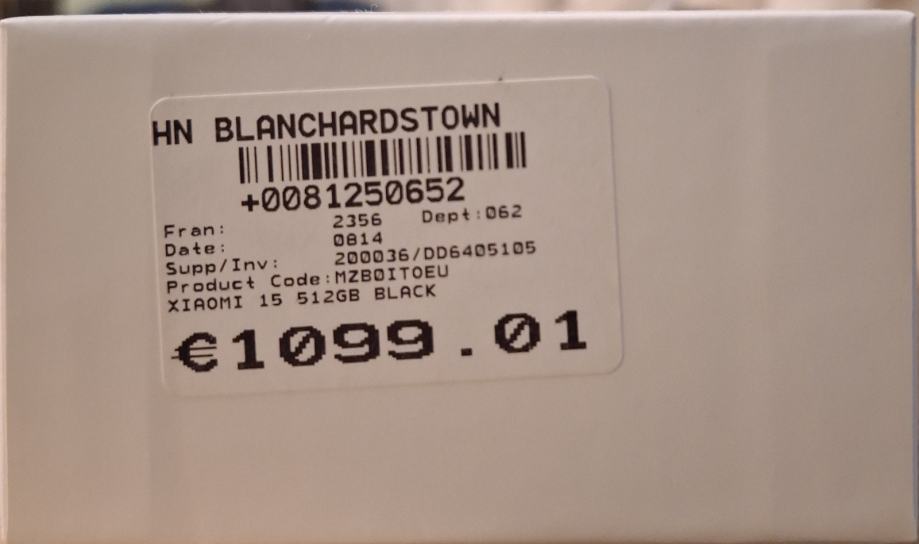 HN BLANCHARDSTOWN
+0081250652
Fran: 2356 Dept:062
Date: 0814
Supp/Inv: 200036/DD6405105
Product Code:MZB0IT0EU
XIAOMI 15 512GB BLACK
€1099.01